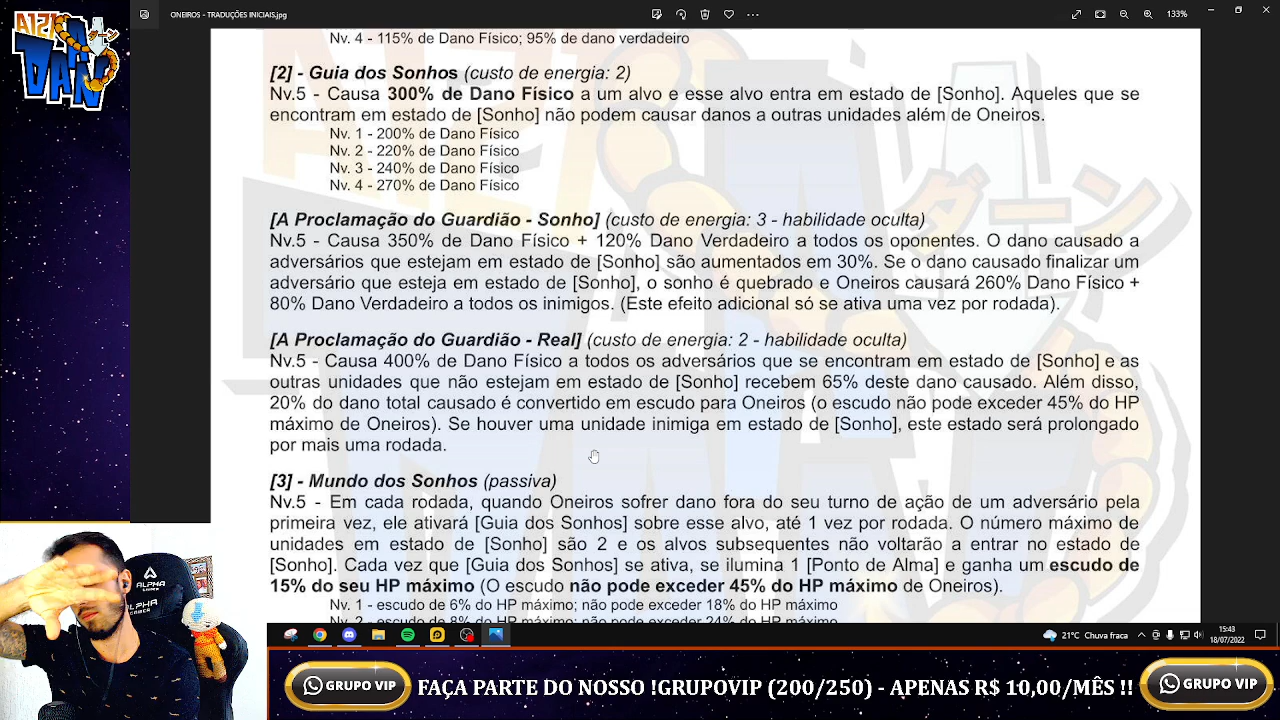 ONEIROS - TRADUÇÕES INICIAIS.jpg
133%
A12T
DAN
Nv. 4 - 115% de Dano Físico; 95% de dano verdadeiro
[2] - Guia dos Sonhos (custo de energia: 2)
Nv.5 - Causa 300% de Dano Físico a um alvo e esse alvo entra em estado de [Sonho]. Aqueles que se
encontram em estado de [Sonho] não podem causar danos a outras unidades além de Oneiros.
Nv. 1 - 200% de Dano Físico
Nv. 2 - 220% de Dano Físico
Nv. 3 - 240% de Dano Físico
Nv. 4 - 270% de Dano Físico
[A Proclamação do Guardião - Sonho] (custo de energia: 3 - habilidade oculta)
Nv.5 - Causa 350% de Dano Físico + 120% Dano Verdadeiro a todos os oponentes. O dano causado a
adversários que estejam em estado de [Sonho] são aumentados em 30%. Se o dano causado finalizar um
adversário que esteja em estado de [Sonho], o sonho é quebrado e Oneiros causará 260% Dano Físico +
80% Dano Verdadeiro a todos os inimigos. (Este efeito adicional só se ativa uma vez por rodada).
[A Proclamação do Guardião - Real] (custo de energia: 2 - habilidade oculta)
Nv.5 - Causa 400% de Dano Físico a todos os adversários que se encontram em estado de [Sonho] e as
outras unidades que não estejam em estado de [Sonho] recebem 65% deste dano causado. Além disso,
20% do dano total causado é convertido em escudo para Oneiros (o escudo não pode exceder 45% do HP
máximo de Oneiros). Se houver uma unidade inimiga em estado de [Sonho], este estado será prolongado
por mais uma rodada.
[3] - Mundo dos Sonhos (passiva)
Nv.5 - Em cada rodada, quando Oneiros sofrer dano fora do seu turno de ação de um adversário pela
primeira vez, ele ativará [Guia dos Sonhos] sobre esse alvo, até 1 vez por rodada. O número máximo de
unidades em estado de [Sonho] são 2 e os alvos subsequentes não voltarão a entrar no estado de
[Sonho]. Cada vez que [Guia dos Sonhos] se ativa, se ilumina 1 [Ponto de Alma] e ganha um escudo de
15% do seu HP máximo (O escudo não pode exceder 45% do HP máximo de Oneiros).
Nv. 1 - escudo de 6% do HP máximo; não pode exceder 18% do HP máximo
Nv. 2 - escudo de 8% do HP máximo; não pode exceder 24% do HP máximo
ALPHA
ALPHA
21°C Chuva fraca
15:43
18/07/2022
GRUPO VIP
FAÇA PARTE DO NOSSO !GRUPOVIP (200/250) - APENAS R$ 10,00/MÊS !!
GRUPO VIP